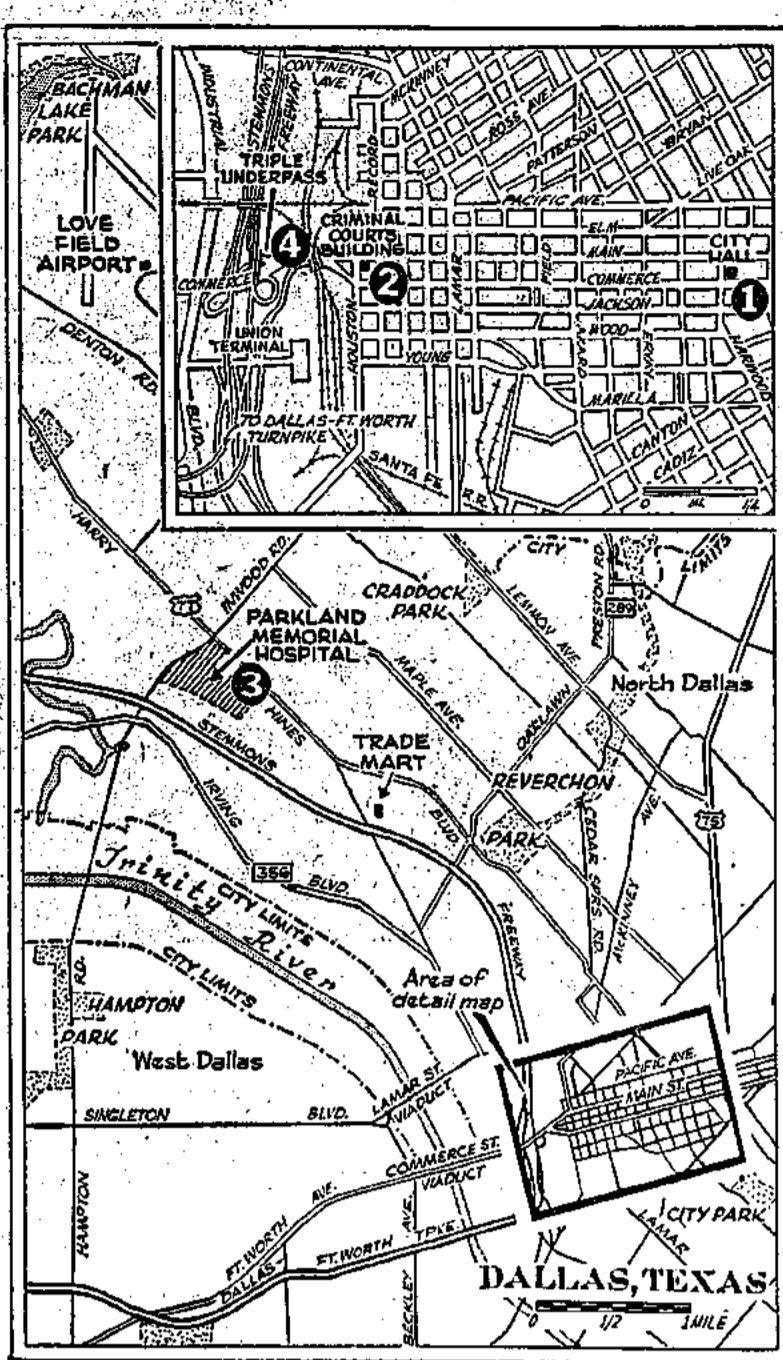 BACHMAN
LAKE
PARK
LOVE
FIELD
AIRPORT
DENTON RD.
INDUSTRIAL
BLVD.
STEMMONS
FREEWAY
CONTINENTAL
AVE.
McKINNEY
ROSS AVE.
PATTERSON
BRYAN
LIVE OAK
TRIPLE
UNDERPASS
RECORD
PACIFIC AVE.
CRIMINAL
COURTS
BUILDING
ELM
MAIN
COMMERCE
JACKSON
WOOD
YOUNG
CITY
HALL
4
2
1
COMMERCE
LAMAR
FIELD
HOUSTON
UNION
TERMINAL
HARWOOD
MARILLA
CANTON
CADIZ
TO DALLAS-FT. WORTH
TURNPIKE
SANTA FE R.R.
0 MI. 1/4
HARRY
77
INWOOD RD.
CITY LIMITS
PRESTON RD.
289
CRADDOCK
PARK
LEMMON AVE.
PARKLAND
MEMORIAL
HOSPITAL
3
HINES
MAPLE AVE.
OAKLAWN
North Dallas
STEMMONS
TRADE
MART
REVERCHON
PARK
BLVD.
IRVING
356
BLVD.
CEDAR SPRS RD.
McKINNEY
AVE.
75
Trinity River
CITY LIMITS
CITY LIMITS
FREEWAY
Area of
detail map
RD.
HAMPTON
PARK
West Dallas
PACIFIC AVE.
MAIN ST.
LAMAR ST.
VIADUCT
SINGLETON BLVD.
COMMERCE ST.
VIADUCT
HAMPTON
FT. WORTH AVE.
DALLAS-FT. WORTH TPKE.
BECKLEY AVE.
CITY PARK
LAMAR
DALLAS, TEXAS
0 1/2 1 MILE